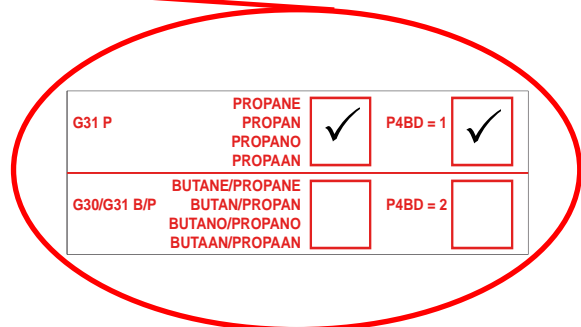 PROPANE
G31 P PROPAN ✓ P4BD = 1 ✓
PROPANO
PROPAAN
BUTANE/PROPANE
G30/G31 B/P BUTAN/PROPAN P4BD = 2
BUTANO/PROPANO
BUTAAN/PROPAAN